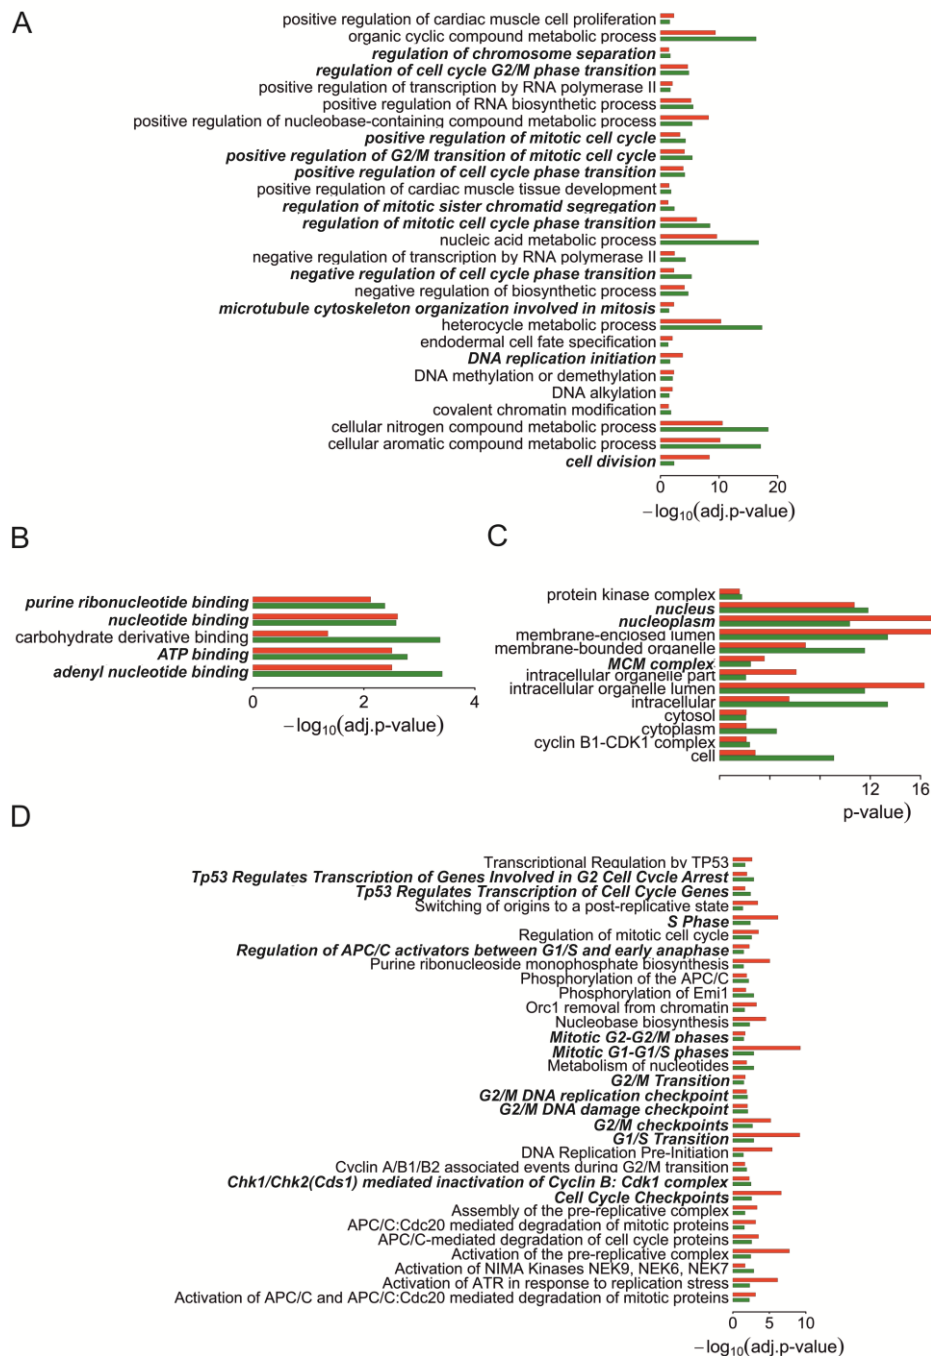 A
positive regulation of cardiac muscle cell proliferation
organic cyclic compound metabolic process
regulation of chromosome separation
regulation of cell cycle G2/M phase transition
positive regulation of transcription by RNA polymerase II
positive regulation of RNA biosynthetic process
positive regulation of nucleobase-containing compound metabolic process
positive regulation of mitotic cell cycle
positive regulation of G2/M transition of mitotic cell cycle
positive regulation of cell cycle phase transition
positive regulation of cardiac muscle tissue development
regulation of mitotic sister chromatid segregation
regulation of mitotic cell cycle phase transition
nucleic acid metabolic process
negative regulation of transcription by RNA polymerase II
negative regulation of cell cycle phase transition
negative regulation of biosynthetic process
microtubule cytoskeleton organization involved in mitosis
heterocycle metabolic process
endodermal cell fate specification
DNA replication initiation
DNA methylation or demethylation
DNA alkylation
covalent chromatin modification
cellular nitrogen compound metabolic process
cellular aromatic compound metabolic process
cell division
0 10 20
−log10(adj.p-value)
B
purine ribonucleotide binding
nucleotide binding
carbohydrate derivative binding
ATP binding
adenyl nucleotide binding
0 2 4
−log10(adj.p-value)
C
protein kinase complex
nucleus
nucleoplasm
membrane-enclosed lumen
membrane-bounded organelle
MCM complex
intracellular organelle part
intracellular organelle lumen
intracellular
cytosol
cytoplasm
cyclin B1-CDK1 complex
cell
12 16
p-value)
D
Transcriptional Regulation by TP53
Tp53 Regulates Transcription of Genes Involved in G2 Cell Cycle Arrest
Tp53 Regulates Transcription of Cell Cycle Genes
Switching of origins to a post-replicative state
S Phase
Regulation of mitotic cell cycle
Regulation of APC/C activators between G1/S and early anaphase
Purine ribonucleoside monophosphate biosynthesis
Phosphorylation of the APC/C
Phosphorylation of Emi1
Orc1 removal from chromatin
Nucleobase biosynthesis
Mitotic G2-G2/M phases
Mitotic G1-G1/S phases
Metabolism of nucleotides
G2/M Transition
G2/M DNA replication checkpoint
G2/M DNA damage checkpoint
G2/M checkpoints
G1/S Transition
DNA Replication Pre-Initiation
Cyclin A/B1/B2 associated events during G2/M transition
Chk1/Chk2(Cds1) mediated inactivation of Cyclin B: Cdk1 complex
Cell Cycle Checkpoints
Assembly of the pre-replicative complex
APC/C:Cdc20 mediated degradation of mitotic proteins
APC/C-mediated degradation of cell cycle proteins
Activation of the pre-replicative complex
Activation of NIMA Kinases NEK9, NEK6, NEK7
Activation of ATR in response to replication stress
Activation of APC/C and APC/C:Cdc20 mediated degradation of mitotic proteins
0 5 10
−log10(adj.p-value)